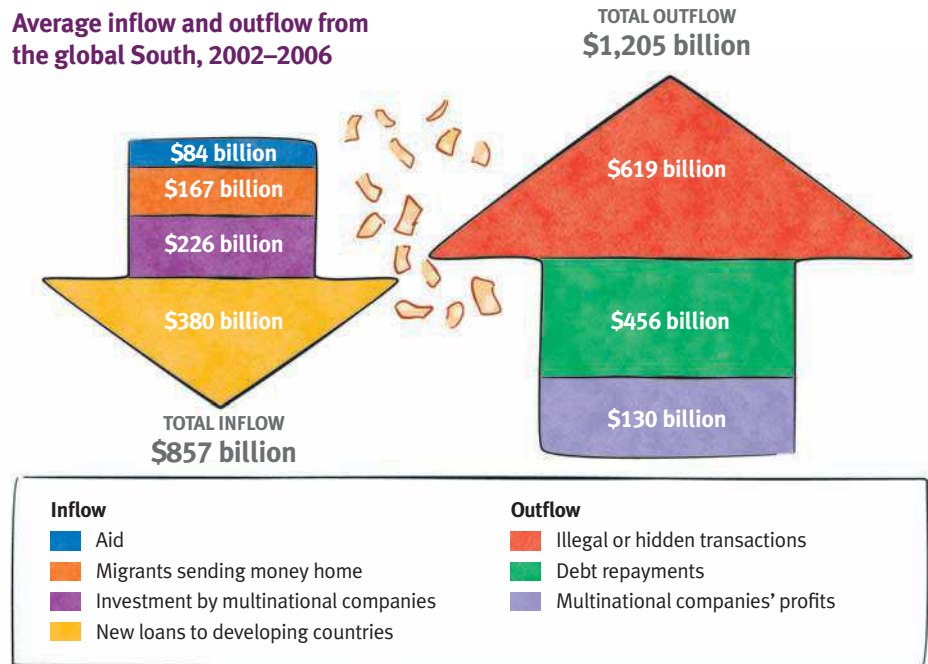 Average inflow and outflow from
the global South, 2002–2006
TOTAL OUTFLOW
$1,205 billion
$84 billion
$167 billion
$226 billion
$380 billion
TOTAL INFLOW
$857 billion
$619 billion
$456 billion
$130 billion
Inflow
Aid
Migrants sending money home
Investment by multinational companies
New loans to developing countries
Outflow
Illegal or hidden transactions
Debt repayments
Multinational companies’ profits